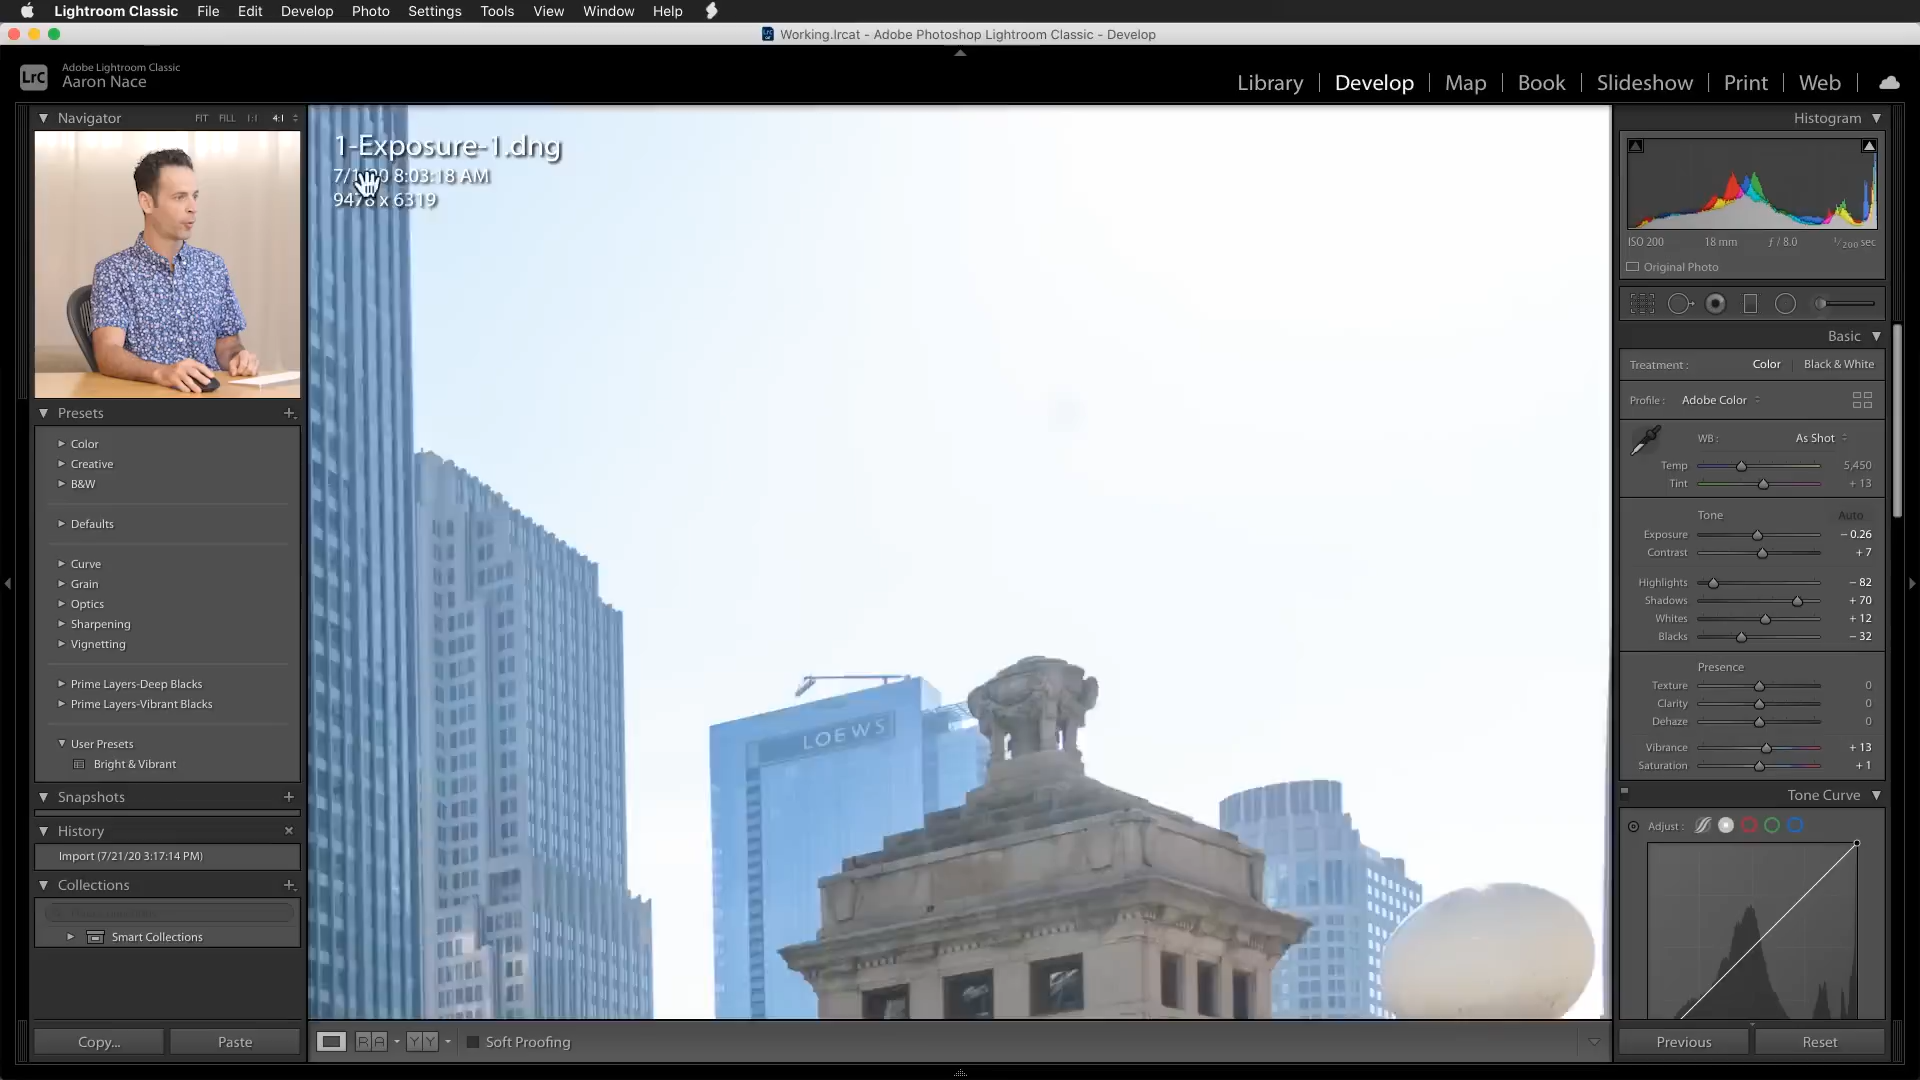 Lightroom Classic File Edit Develop Photo Settings Tools View Window Help
Working.lrcat - Adobe Photoshop Lightroom Classic - Develop
LrC
Adobe Lightroom Classic
Aaron Nace
Library | Develop | Map | Book | Slideshow | Print | Web
Navigator FIT FILL 1:1 4:1
Presets
Color
Creative
B&W
Defaults
Curve
Grain
Optics
Sharpening
Vignetting
Prime Layers-Deep Blacks
Prime Layers-Vibrant Blacks
User Presets
Bright & Vibrant
Snapshots
History
Import (7/21/20 3:17:14 PM)
Collections
Smart Collections
Copy... Paste
1-Exposure-1.dng
8:03:18 AM
9478 x 6319
LOEWS
R A Y Y Soft Proofing
Histogram
ISO 200 18 mm ƒ / 8.0 1/200 sec
Original Photo
Basic
Treatment : Color | Black & White
Profile : Adobe Color
WB : As Shot
Temp 5,450
Tint + 13
Tone Auto
Exposure − 0.26
Contrast + 7
Highlights − 82
Shadows + 70
Whites + 12
Blacks − 32
Presence
Texture 0
Clarity 0
Dehaze 0
Vibrance + 13
Saturation + 1
Tone Curve
Adjust :
Previous Reset